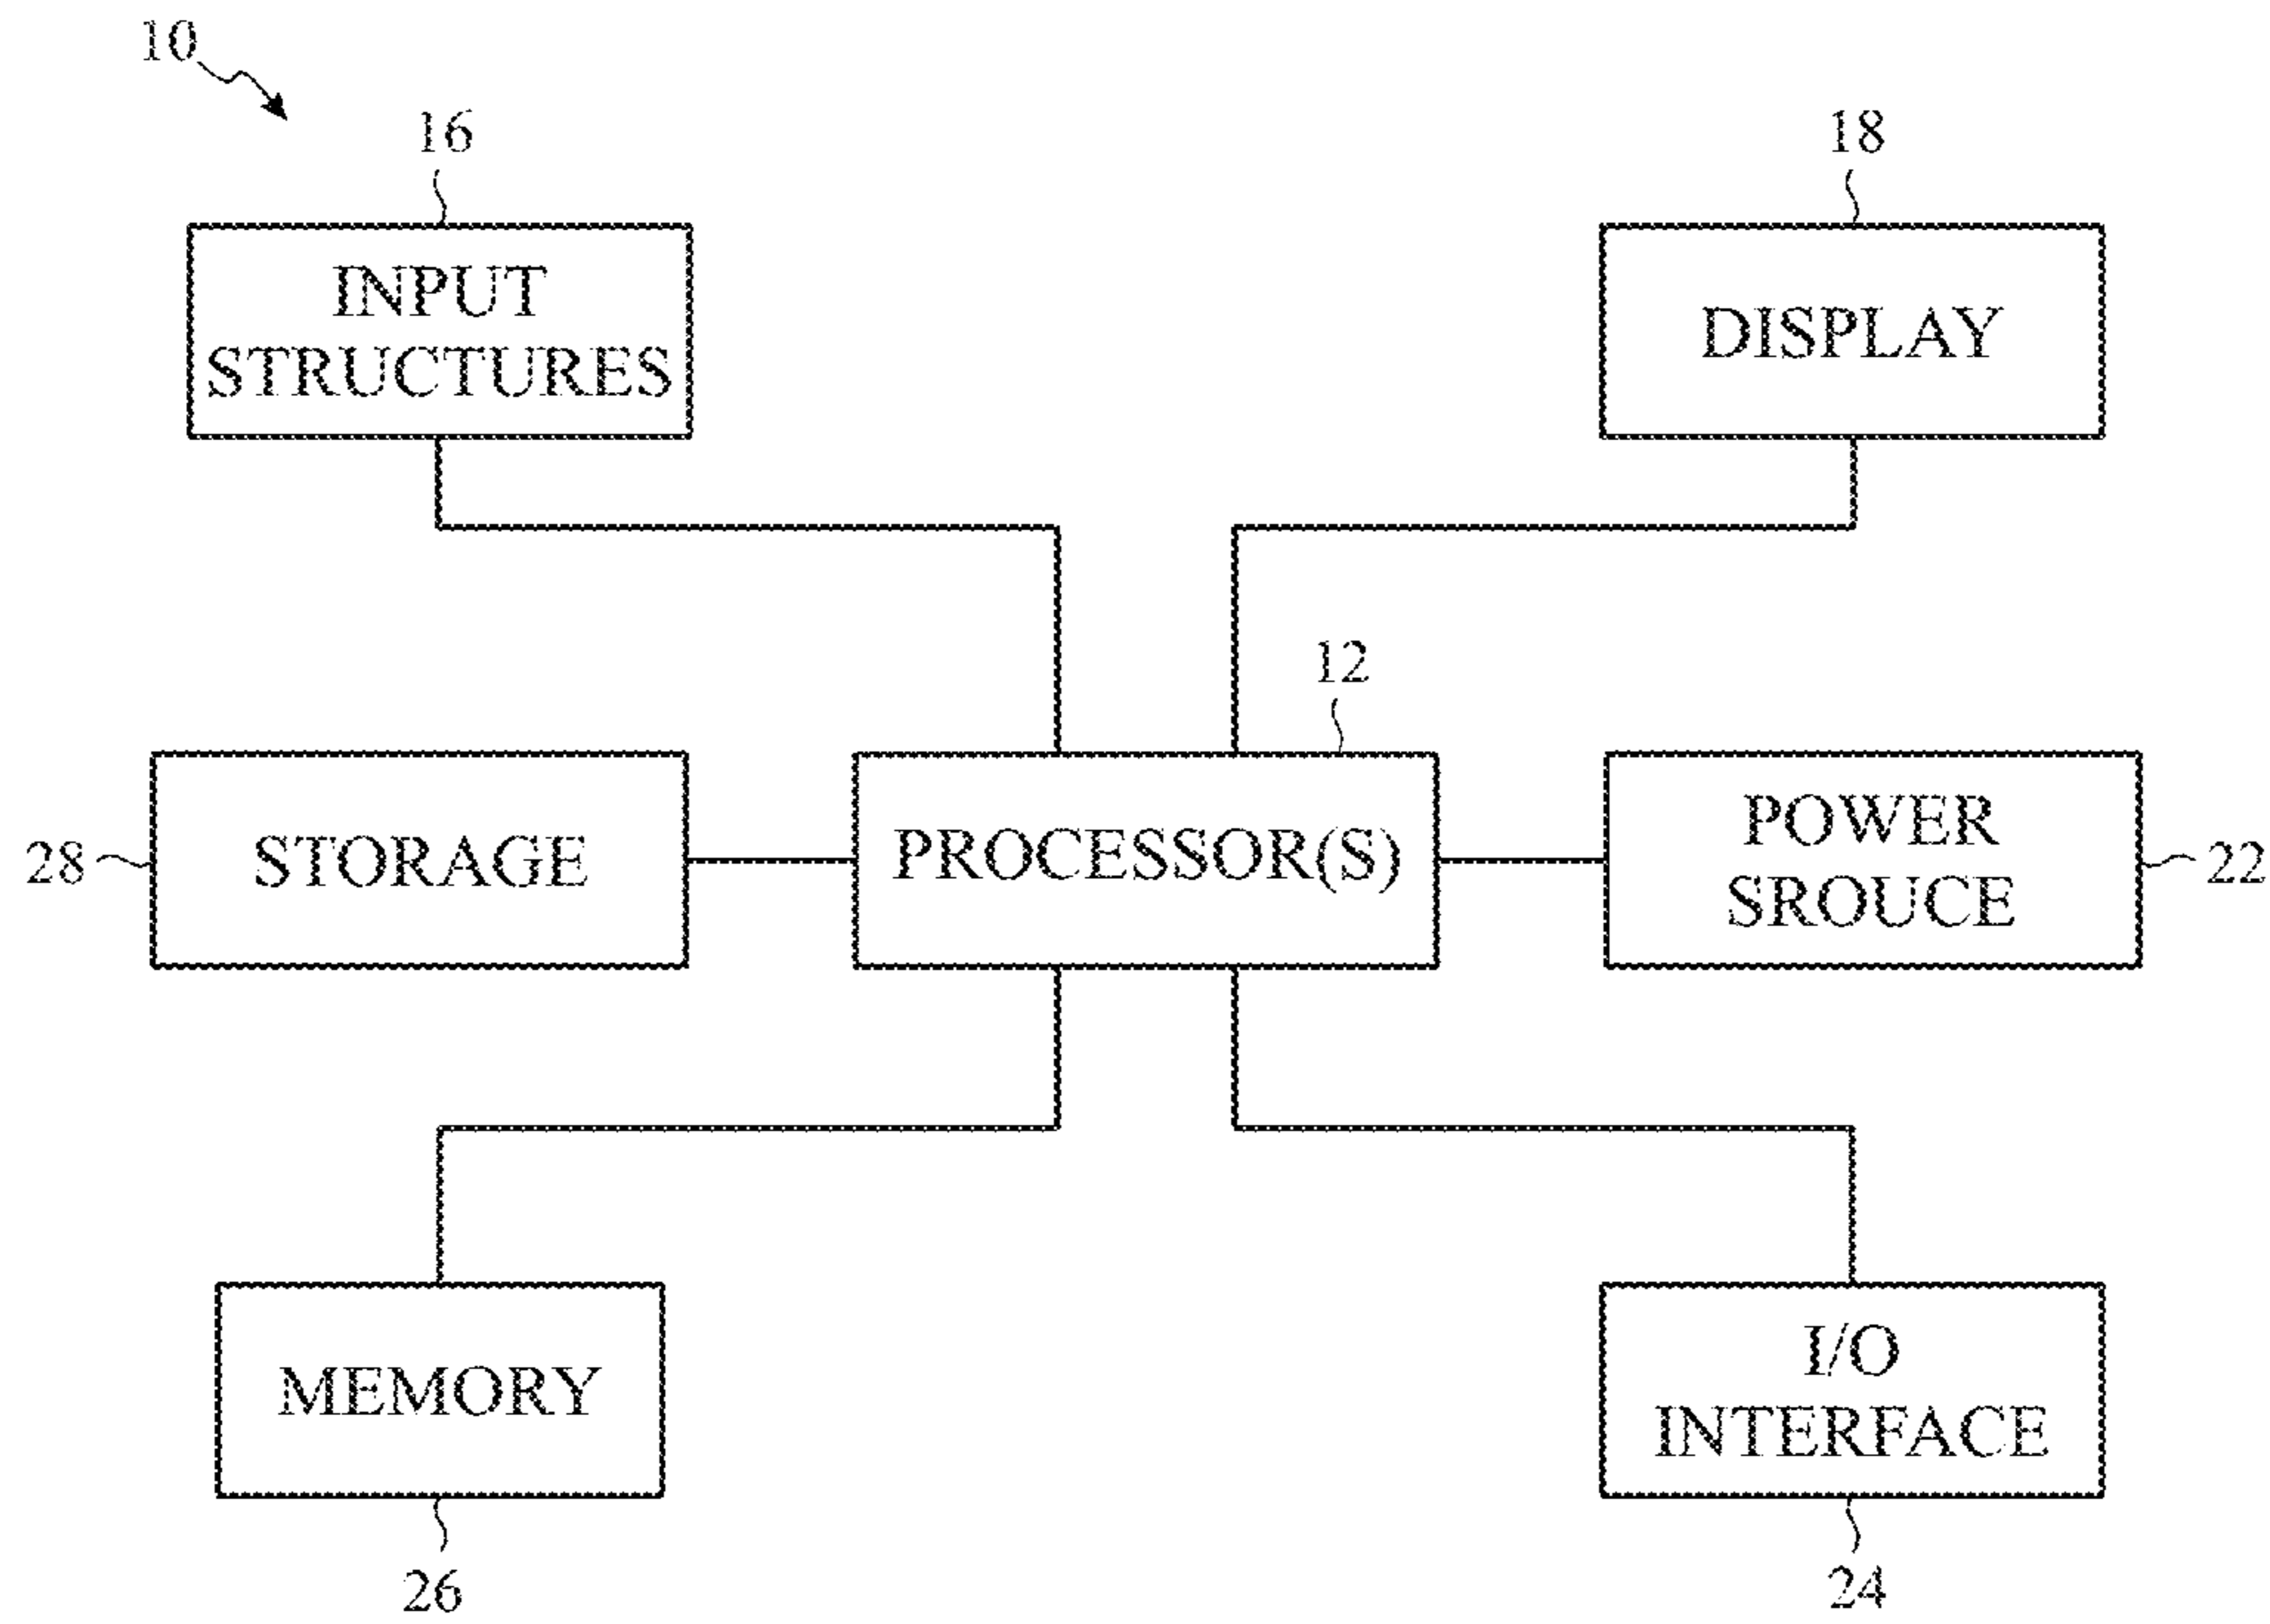 10
16
18
INPUT
STRUCTURES
DISPLAY
12
28
STORAGE
PROCESSOR(S)
POWER
SROUCE
22
MEMORY
I/O
INTERFACE
26
24